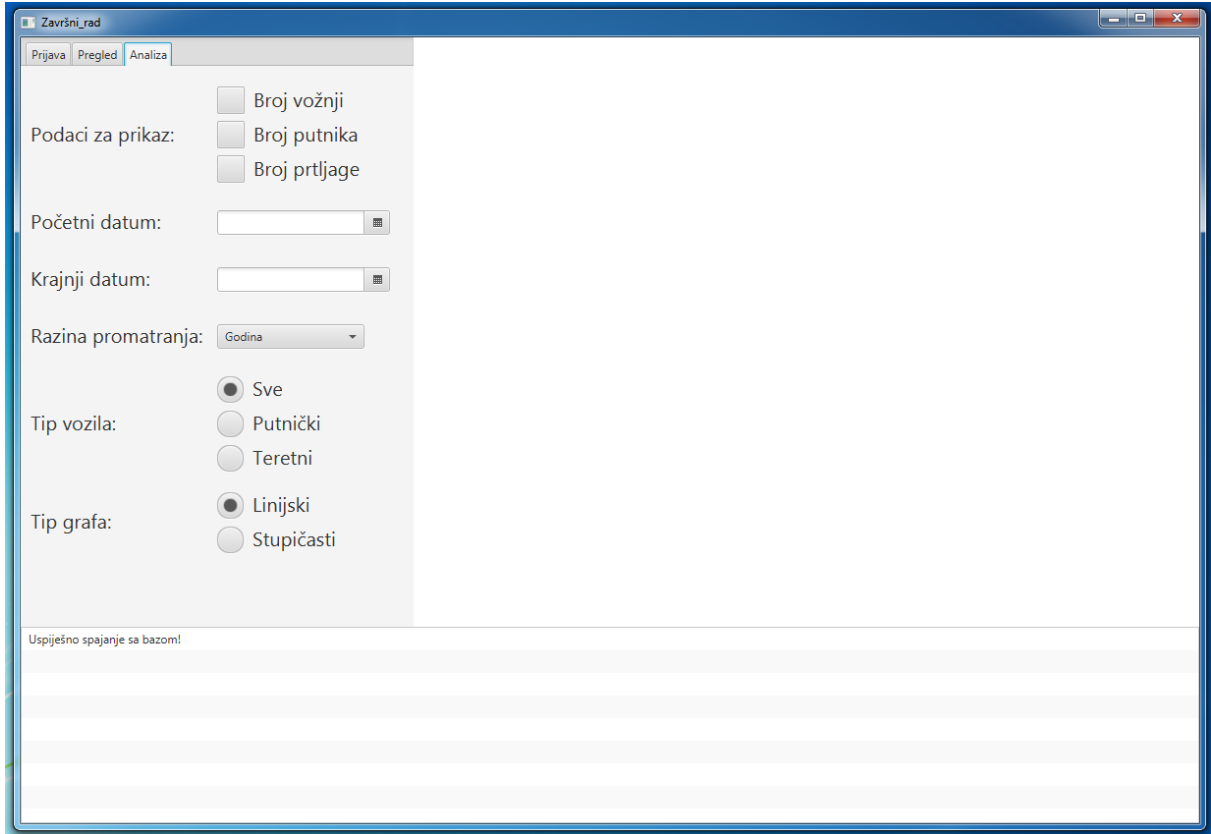 Završni_rad
Prijava Pregled Analiza
Podaci za prikaz:
Broj vožnji
Broj putnika
Broj prtljage
Početni datum:
Krajnji datum:
Razina promatranja: Godina
Tip vozila:
Sve
Putnički
Teretni
Tip grafa:
Linijski
Stupičasti
Uspiješno spajanje sa bazom!